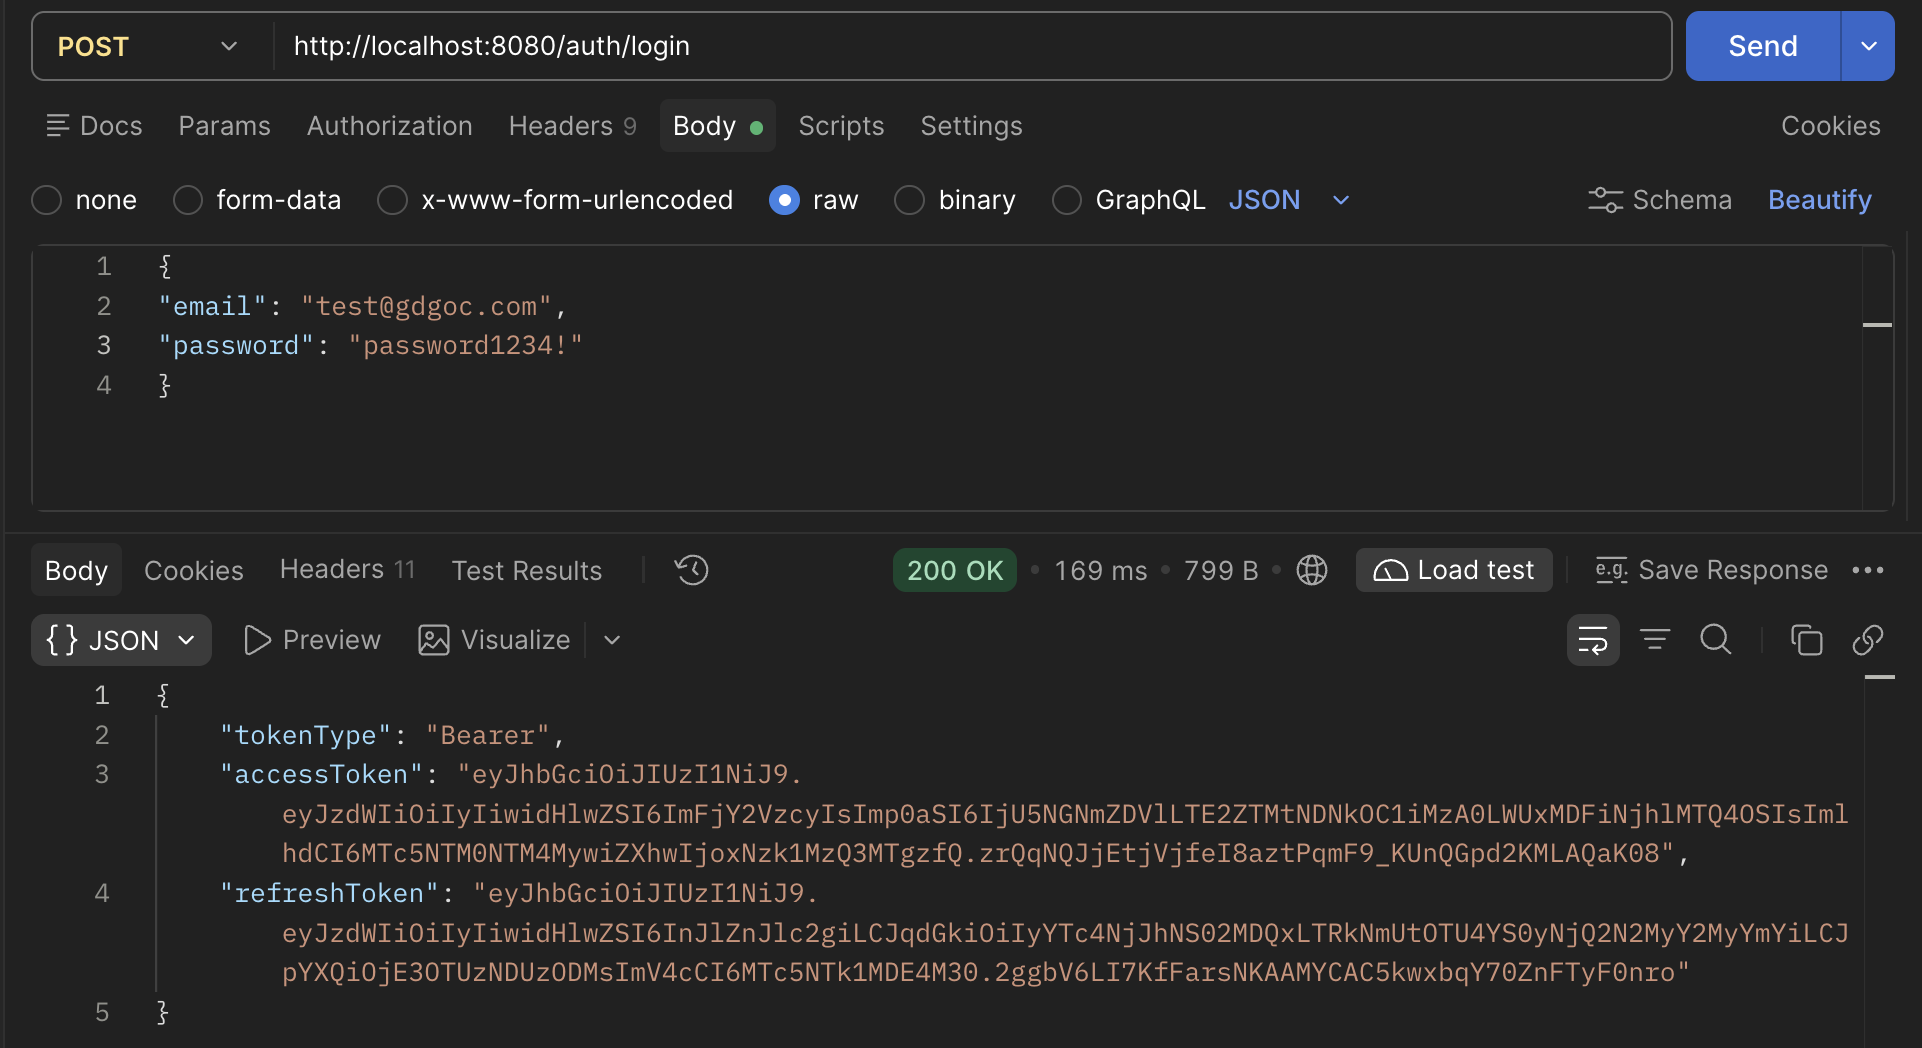 POST http://localhost:8080/auth/login Send
Docs Params Authorization Headers 9 Body Scripts Settings Cookies
none form-data x-www-form-urlencoded raw binary GraphQL JSON Schema Beautify
1 {
2 "email": "test@gdgoc.com",
3 "password": "password1234!"
4 }
Body Cookies Headers 11 Test Results 200 OK • 169 ms • 799 B • Load test e.g. Save Response
{} JSON Preview Visualize
1 {
2 "tokenType": "Bearer",
3 "accessToken": "eyJhbGciOiJIUzI1NiJ9.
eyJzdWIiOiIyIiwidHlwZSI6ImFjY2VzcyIsImp0aSI6IjU5NGNmZDVlLTE2ZTMtNDNkOC1iMzA0LWUxMDFiNjhlMTQ4OSIsIml
hdCI6MTc5NTM0NTM4MywiZXhwIjoxNzk1MzQ3MTgzfQ.zrQqNQJjEtjVjfeI8aztPqmF9_KUnQGpd2KMLAQaK08",
4 "refreshToken": "eyJhbGciOiJIUzI1NiJ9.
eyJzdWIiOiIyIiwidHlwZSI6InJlZnJlc2giLCJqdGkiOiIyYTc4NjJhNS02MDQxLTRkNmUtOTU4YS0yNjQ2N2MyY2MyYmYiLCJ
pYXQiOjE3OTUzNDUzODMsImV4cCI6MTc5NTk1MDE4M30.2ggbV6LI7KfFarsNKAAMYCAC5kwxbqY70ZnFTyF0nro"
5 }